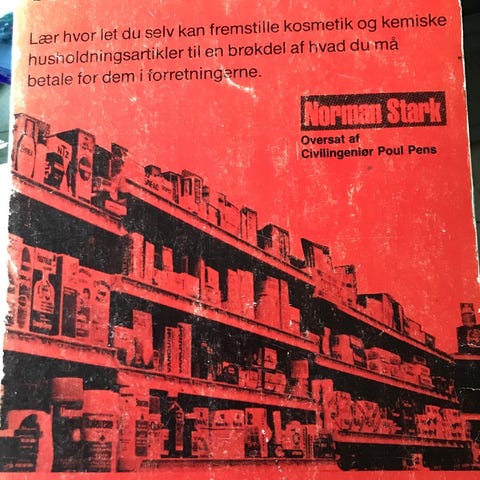 Lær hvor let du selv kan fremstille kosmetik og kemiske
husholdningsartikler til en brøkdel af hvad du må
betale for dem i forretningerne.
Norman Stark
Oversat af
Civilingeniør Poul Pens